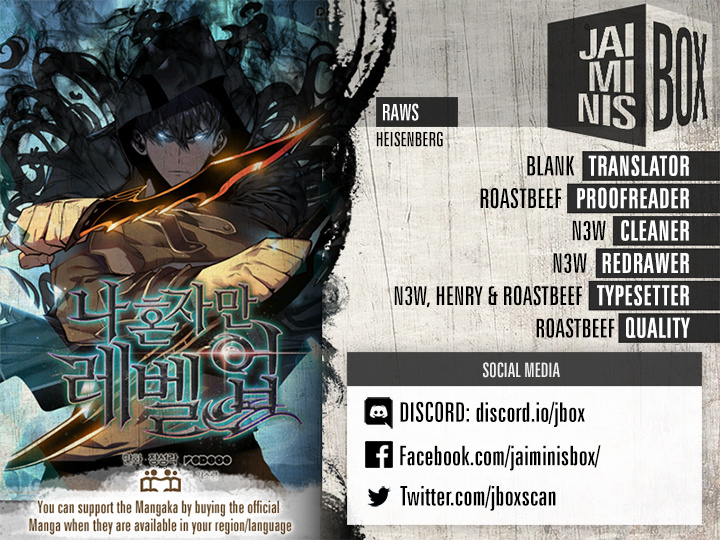 나 혼자만
레벨업
You can support the Mangaka by buying the official
Manga when they are available in your region/language
JAI
MI
NIS
BOX
RAWS
HEISENBERG
BLANK TRANSLATOR
ROASTBEEF PROOFREADER
N3W CLEANER
N3W REDRAWER
N3W, HENRY & ROASTBEEF TYPESETTER
ROASTBEEF QUALITY
SOCIAL MEDIA
DISCORD: discord.io/jbox
Facebook.com/jaiminisbox/
Twitter.com/jboxscan